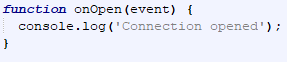 function onOpen(event) {
  console.log('Connection opened');
}